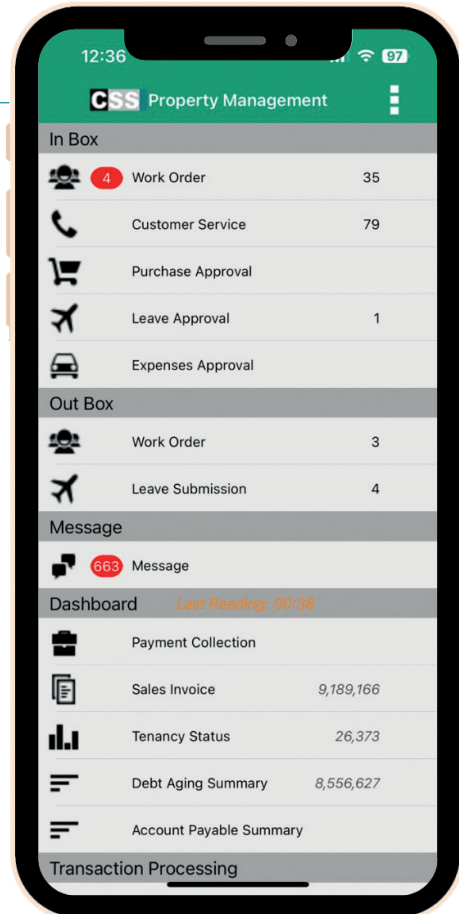 12:36
97
CSS Property Management
In Box
4 Work Order 35
Customer Service 79
Purchase Approval
Leave Approval 1
Expenses Approval
Out Box
Work Order 3
Leave Submission 4
Message
663 Message
Dashboard Last Reading: 00:36
Payment Collection
Sales Invoice 9,189,166
Tenancy Status 26,373
Debt Aging Summary 8,556,627
Account Payable Summary
Transaction Processing